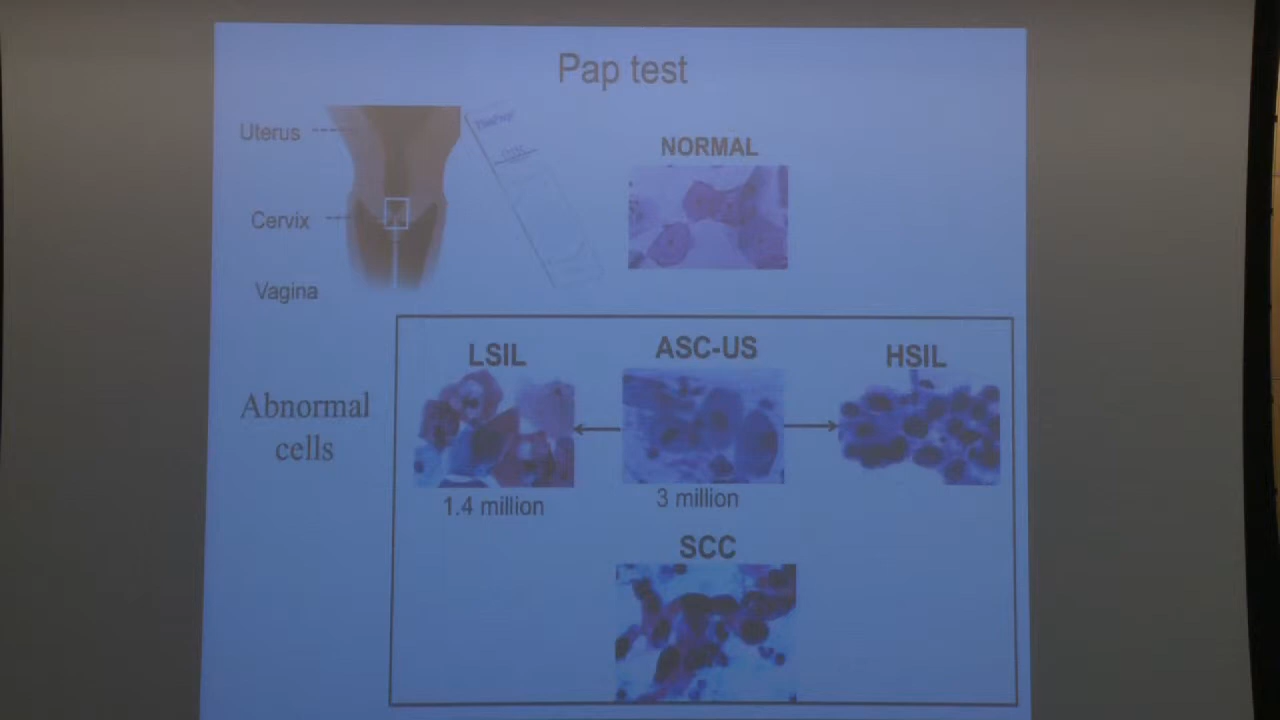 Pap test
Uterus
NORMAL
Cervix
Vagina
LSIL
ASC-US
HSIL
Abnormal
cells
1.4 million
3 million
SCC